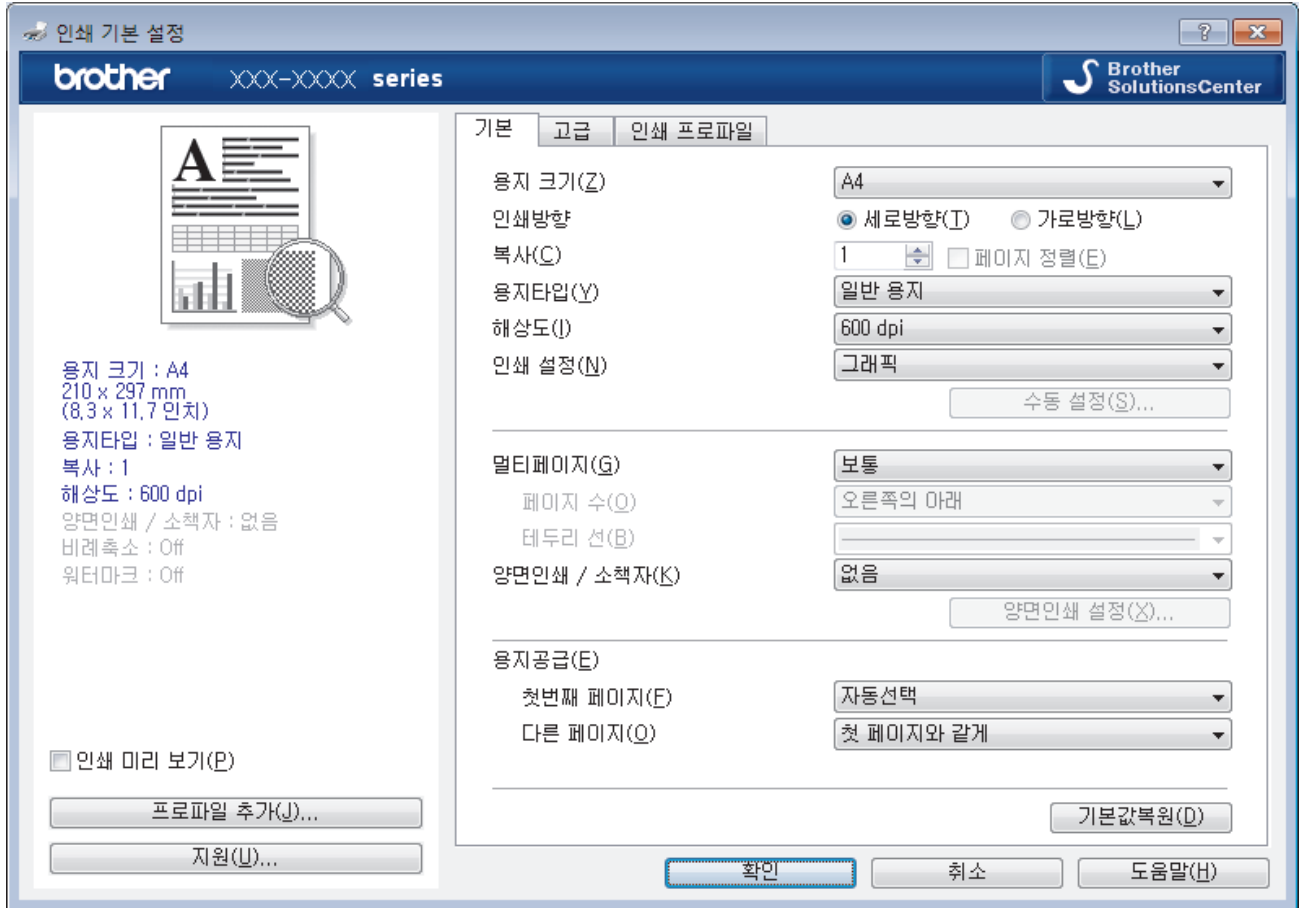 인쇄 기본 설정
brother XXX-XXXX series
Brother
SolutionsCenter
A
용지 크기 : A4
210 x 297 mm
(8,3 x 11,7 인치)
용지타입 : 일반 용지
복사 : 1
해상도 : 600 dpi
양면인쇄 / 소책자 : 없음
비례축소 : Off
워터마크 : Off
인쇄 미리 보기(P)
프로파일 추가(J)...
지원(U)...
기본 고급 인쇄 프로파일
용지 크기(Z) A4
인쇄방향 세로방향(T) 가로방향(L)
복사(C) 1 페이지 정렬(E)
용지타입(Y) 일반 용지
해상도(I) 600 dpi
인쇄 설정(N) 그래픽
수동 설정(S)...
멀티페이지(G) 보통
페이지 수(O) 오른쪽의 아래
테두리 선(B)
양면인쇄 / 소책자(K) 없음
양면인쇄 설정(X)...
용지공급(E)
첫번째 페이지(F) 자동선택
다른 페이지(O) 첫 페이지와 같게
기본값복원(D)
확인 취소 도움말(H)